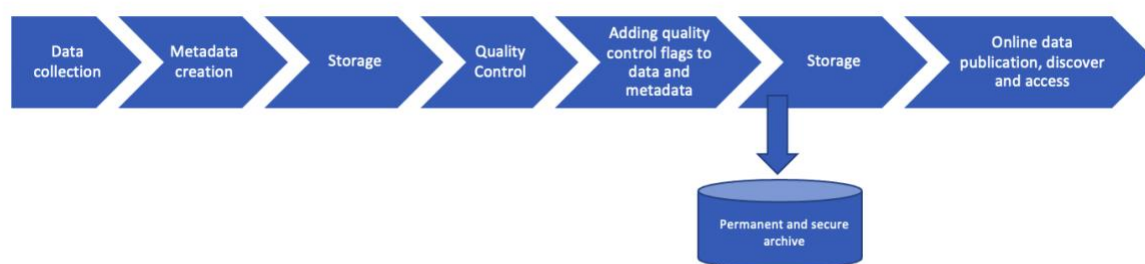 Data
collection
Metadata
creation
Storage
Quality
Control
Adding quality
control flags to
data and
metadata
Storage
Online data
publication, discover
and access
Permanent and secure
archive